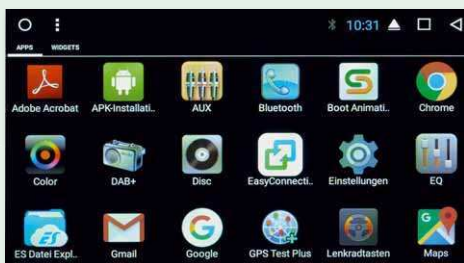 10:31
APPS WIDGETS
Adobe Acrobat APK-Installati.. AUX Bluetooth Boot Animati.. Chrome
Color DAB+ Disc EasyConnecti.. Einstellungen EQ
ES Datei Expl.. Gmail Google GPS Test Plus Lenkradtasten Maps